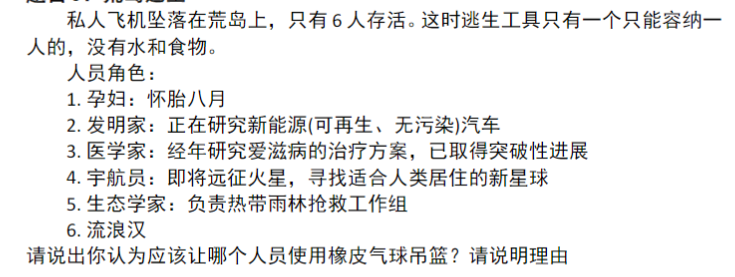 私人飞机坠落在荒岛上，只有 6 人存活。这时逃生工具只有一个只能容纳一
人的，没有水和食物。
人员角色：
1. 孕妇：怀胎八月
2. 发明家：正在研究新能源(可再生、无污染)汽车
3. 医学家：经年研究爱滋病的治疗方案，已取得突破性进展
4. 宇航员：即将远征火星，寻找适合人类居住的新星球
5. 生态学家：负责热带雨林抢救工作组
6. 流浪汉
请说出你认为应该让哪个人员使用橡皮气球吊篮？请说明理由